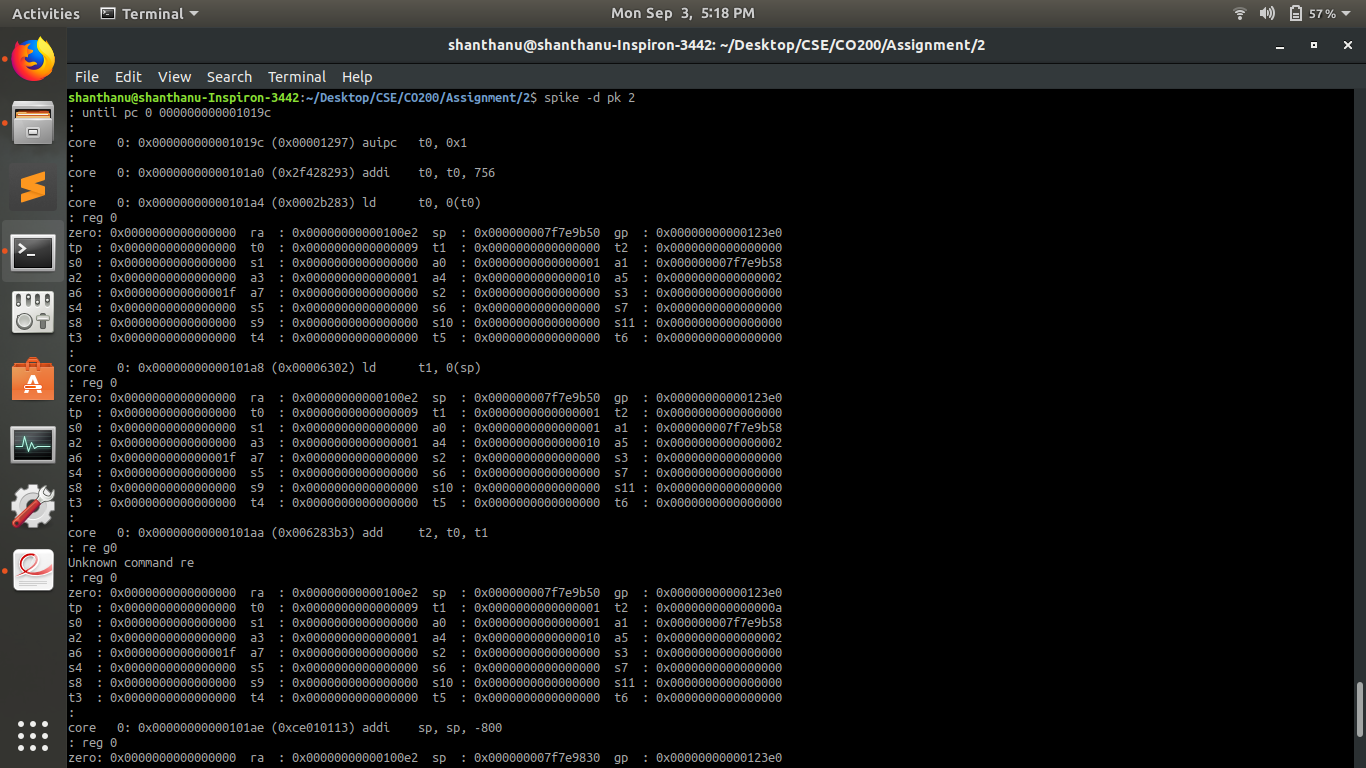 Activities Terminal Mon Sep 3, 5:18 PM 57%
shanthanu@shanthanu-Inspiron-3442: ~/Desktop/CSE/CO200/Assignment/2
File Edit View Search Terminal Help
shanthanu@shanthanu-Inspiron-3442:~/Desktop/CSE/CO200/Assignment/2$ spike -d pk 2
: until pc 0 000000000001019c
:
core   0: 0x000000000001019c (0x00001297) auipc   t0, 0x1
:
core   0: 0x00000000000101a0 (0x2f428293) addi    t0, t0, 756
:
core   0: 0x00000000000101a4 (0x0002b283) ld      t0, 0(t0)
: reg 0
zero: 0x0000000000000000  ra  : 0x00000000000100e2  sp  : 0x000000007f7e9b50  gp  : 0x00000000000123e0
tp  : 0x0000000000000000  t0  : 0x0000000000000009  t1  : 0x0000000000000000  t2  : 0x0000000000000000
s0  : 0x0000000000000000  s1  : 0x0000000000000000  a0  : 0x0000000000000001  a1  : 0x000000007f7e9b58
a2  : 0x0000000000000000  a3  : 0x0000000000000001  a4  : 0x0000000000000010  a5  : 0x0000000000000002
a6  : 0x000000000000001f  a7  : 0x0000000000000000  s2  : 0x0000000000000000  s3  : 0x0000000000000000
s4  : 0x0000000000000000  s5  : 0x0000000000000000  s6  : 0x0000000000000000  s7  : 0x0000000000000000
s8  : 0x0000000000000000  s9  : 0x0000000000000000  s10 : 0x0000000000000000  s11 : 0x0000000000000000
t3  : 0x0000000000000000  t4  : 0x0000000000000000  t5  : 0x0000000000000000  t6  : 0x0000000000000000
:
core   0: 0x00000000000101a8 (0x00006302) ld      t1, 0(sp)
: reg 0
zero: 0x0000000000000000  ra  : 0x00000000000100e2  sp  : 0x000000007f7e9b50  gp  : 0x00000000000123e0
tp  : 0x0000000000000000  t0  : 0x0000000000000009  t1  : 0x0000000000000001  t2  : 0x0000000000000000
s0  : 0x0000000000000000  s1  : 0x0000000000000000  a0  : 0x0000000000000001  a1  : 0x000000007f7e9b58
a2  : 0x0000000000000000  a3  : 0x0000000000000001  a4  : 0x0000000000000010  a5  : 0x0000000000000002
a6  : 0x000000000000001f  a7  : 0x0000000000000000  s2  : 0x0000000000000000  s3  : 0x0000000000000000
s4  : 0x0000000000000000  s5  : 0x0000000000000000  s6  : 0x0000000000000000  s7  : 0x0000000000000000
s8  : 0x0000000000000000  s9  : 0x0000000000000000  s10 : 0x0000000000000000  s11 : 0x0000000000000000
t3  : 0x0000000000000000  t4  : 0x0000000000000000  t5  : 0x0000000000000000  t6  : 0x0000000000000000
:
core   0: 0x00000000000101aa (0x006283b3) add     t2, t0, t1
: re g0
Unknown command re
: reg 0
zero: 0x0000000000000000  ra  : 0x00000000000100e2  sp  : 0x000000007f7e9b50  gp  : 0x00000000000123e0
tp  : 0x0000000000000000  t0  : 0x0000000000000009  t1  : 0x0000000000000001  t2  : 0x000000000000000a
s0  : 0x0000000000000000  s1  : 0x0000000000000000  a0  : 0x0000000000000001  a1  : 0x000000007f7e9b58
a2  : 0x0000000000000000  a3  : 0x0000000000000001  a4  : 0x0000000000000010  a5  : 0x0000000000000002
a6  : 0x000000000000001f  a7  : 0x0000000000000000  s2  : 0x0000000000000000  s3  : 0x0000000000000000
s4  : 0x0000000000000000  s5  : 0x0000000000000000  s6  : 0x0000000000000000  s7  : 0x0000000000000000
s8  : 0x0000000000000000  s9  : 0x0000000000000000  s10 : 0x0000000000000000  s11 : 0x0000000000000000
t3  : 0x0000000000000000  t4  : 0x0000000000000000  t5  : 0x0000000000000000  t6  : 0x0000000000000000
:
core   0: 0x00000000000101ae (0xce010113) addi    sp, sp, -800
: reg 0
zero: 0x0000000000000000  ra  : 0x00000000000100e2  sp  : 0x000000007f7e9830  gp  : 0x00000000000123e0